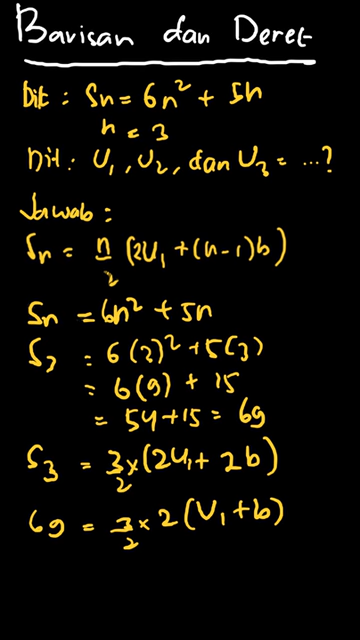 Barisan dan Deret
Dit : Sn = 6n² + 5n
n = 3
Dit : U₁, U₂, dan U₃ = ...?
Jawab :
Sn = n/2 (2U₁ + (n-1)b)
Sn = 6n² + 5n
S₃ = 6(3)² + 5(3)
= 6(9) + 15
= 54 + 15 = 69
S₃ = 3/2 × (2U₁ + 2b)
69 = 3/2 × 2 (U₁ + b)